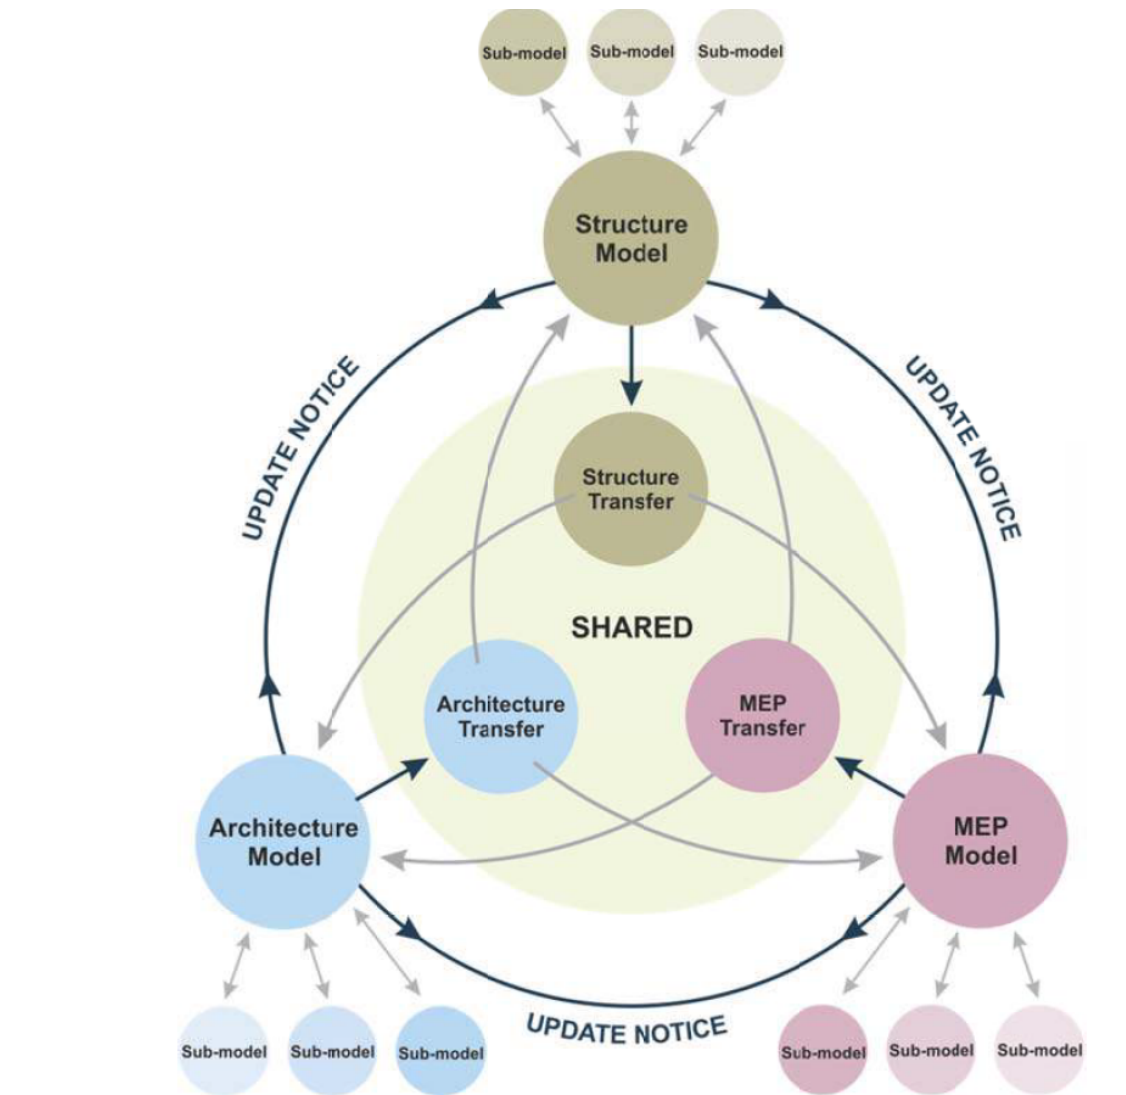 Sub-model
Sub-model
Sub-model
Structure
Model
UPDATE NOTICE
UPDATE NOTICE
Structure
Transfer
SHARED
Architecture
Transfer
MEP
Transfer
Architecture
Model
MEP
Model
UPDATE NOTICE
Sub-model
Sub-model
Sub-model
Sub-model
Sub-model
Sub-model